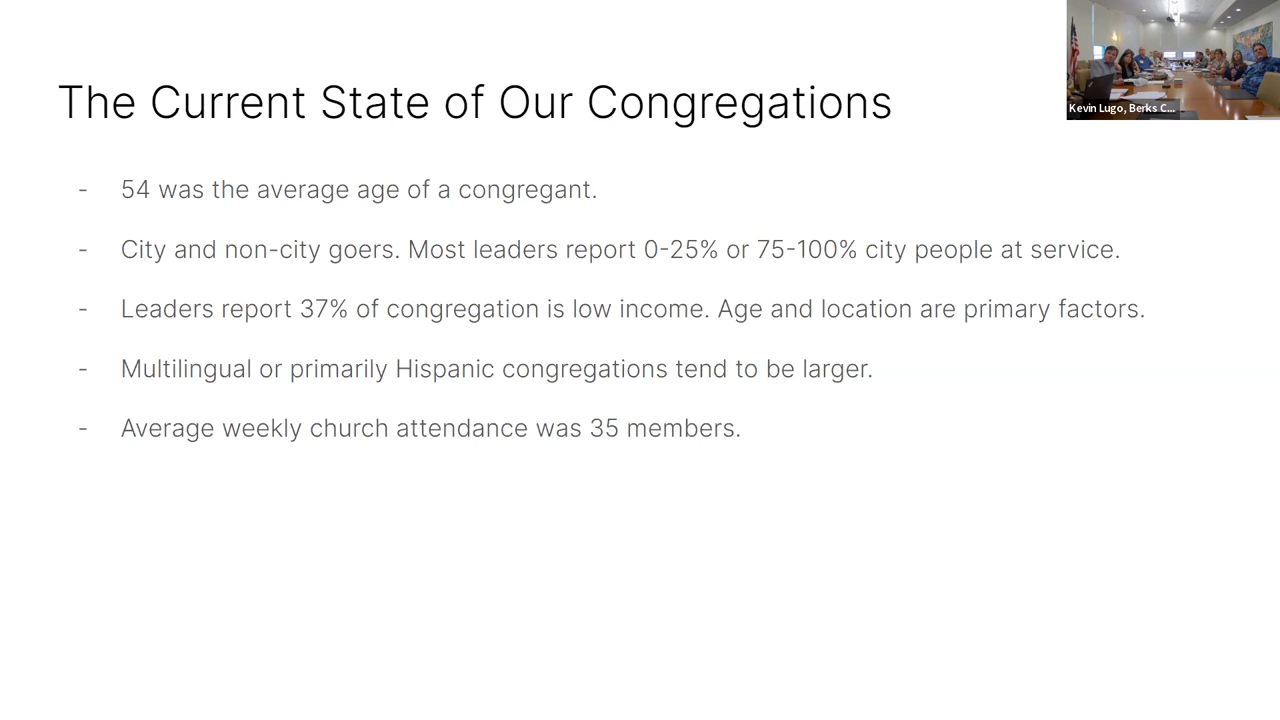 The Current State of Our Congregations
- 54 was the average age of a congregant.
- City and non-city goers. Most leaders report 0-25% or 75-100% city people at service.
- Leaders report 37% of congregation is low income. Age and location are primary factors.
- Multilingual or primarily Hispanic congregations tend to be larger.
- Average weekly church attendance was 35 members.
Kevin Lugo, Berks C...